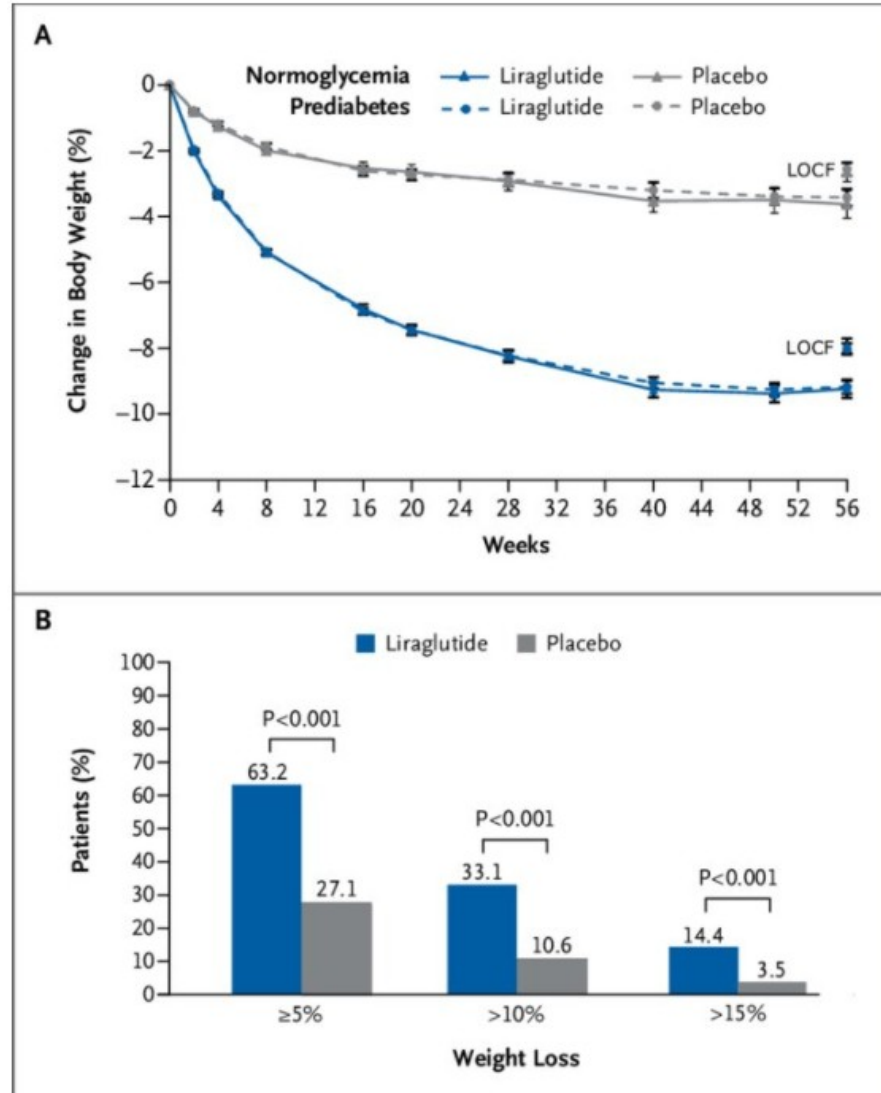 A
Normoglycemia Liraglutide Placebo
Prediabetes Liraglutide Placebo
0
−2
−4
−6
−8
−10
−12
Change in Body Weight (%)
LOCF
LOCF
0 4 8 12 16 20 24 28 32 36 40 44 48 52 56
Weeks
B
Liraglutide Placebo
100
90
80
70
60
50
40
30
20
10
0
Patients (%)
P<0.001
63.2
27.1
P<0.001
33.1
10.6
P<0.001
14.4
3.5
≥5% >10% >15%
Weight Loss